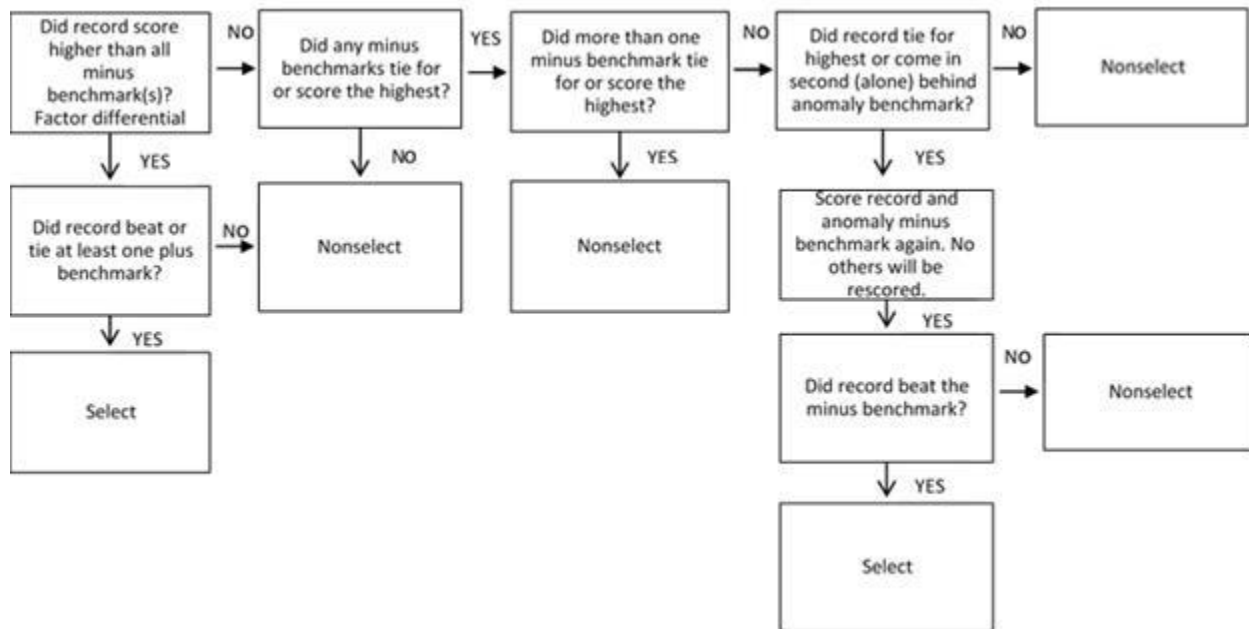 Did record score
higher than all
minus
benchmark(s)?
Factor differential
NO
Did any minus
benchmarks tie for
or score the highest?
YES
Did more than one
minus benchmark tie
for or score the
highest?
NO
Did record tie for
highest or come in
second (alone) behind
anomaly benchmark?
NO
Nonselect
YES
NO
YES
YES
Did record beat or
tie at least one plus
benchmark?
NO
Nonselect
Nonselect
Score record and
anomaly minus
benchmark again. No
others will be
rescored.
YES
YES
Select
Did record beat the
minus benchmark?
NO
Nonselect
YES
Select